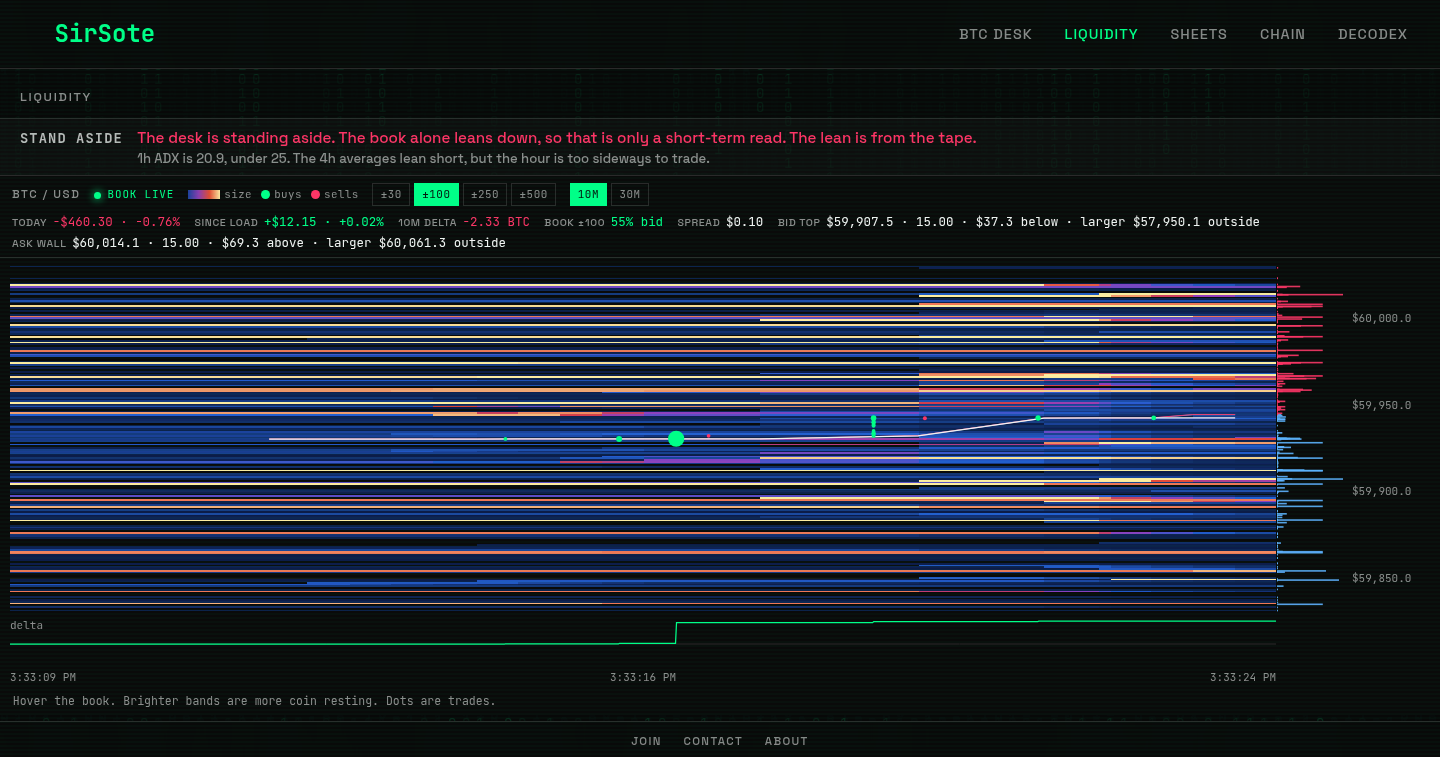 SirSote
BTC DESK LIQUIDITY SHEETS CHAIN DECODEX
LIQUIDITY
STAND ASIDE The desk is standing aside. The book alone leans down, so that is only a short-term read. The lean is from the tape.
1h ADX is 20.9, under 25. The 4h averages lean short, but the hour is too sideways to trade.
BTC / USD BOOK LIVE size buys sells ±30 ±100 ±250 ±500 10M 30M
TODAY -$460.30 · -0.76% SINCE LOAD +$12.15 · +0.02% 10M DELTA -2.33 BTC BOOK ±100 55% bid SPREAD $0.10 BID TOP $59,907.5 · 15.00 · $37.3 below · larger $57,950.1 outside
ASK WALL $60,014.1 · 15.00 · $69.3 above · larger $60,061.3 outside
$60,000.0
$59,950.0
$59,900.0
$59,850.0
delta
3:33:09 PM 3:33:16 PM 3:33:24 PM
Hover the book. Brighter bands are more coin resting. Dots are trades.
JOIN CONTACT ABOUT